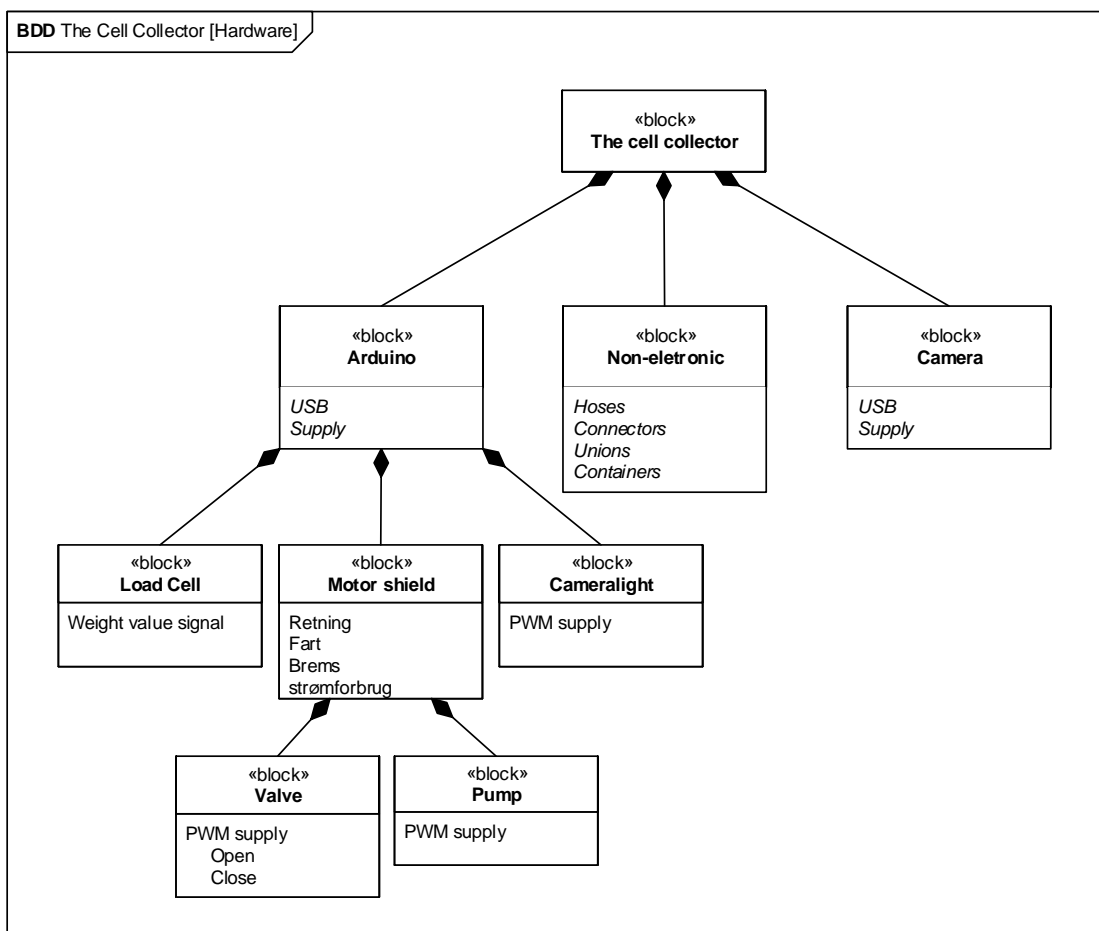 BDD The Cell Collector [Hardware]
«block»
The cell collector
«block»
Arduino
USB
Supply
«block»
Non-eletronic
Hoses
Connectors
Unions
Containers
«block»
Camera
USB
Supply
«block»
Load Cell
Weight value signal
«block»
Motor shield
Retning
Fart
Brems
strømforbrug
«block»
Cameralight
PWM supply
«block»
Valve
PWM supply
Open
Close
«block»
Pump
PWM supply